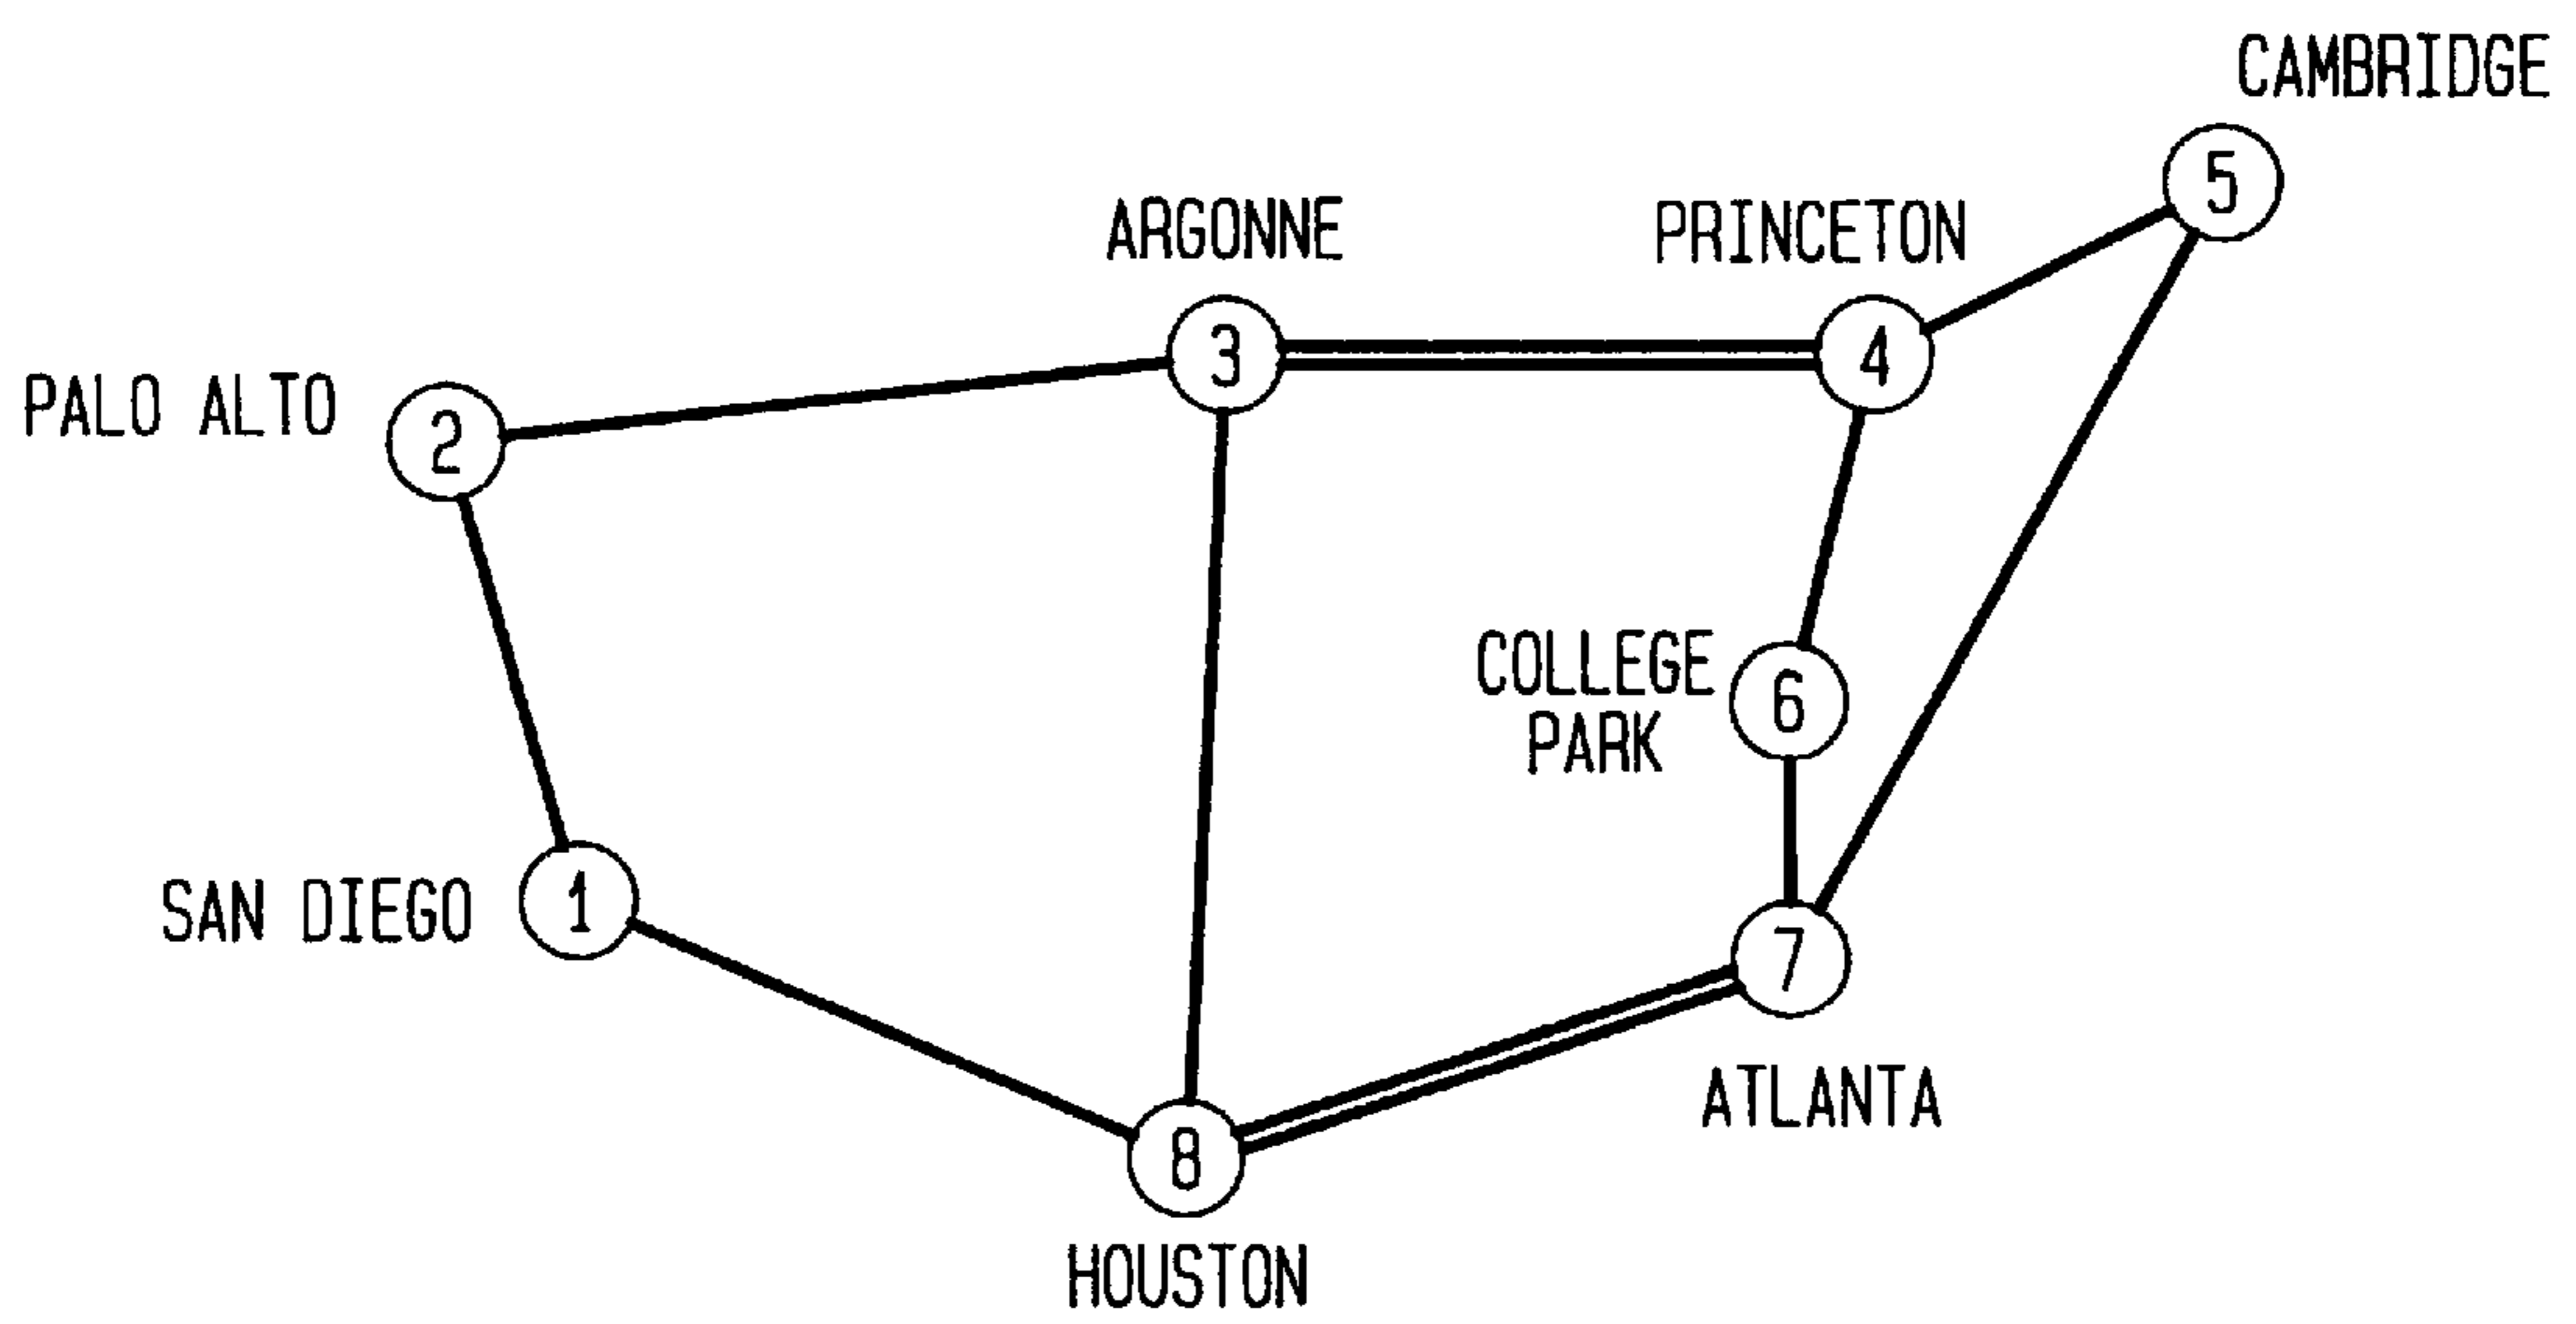 CAMBRIDGE
5
ARGONNE
PRINCETON
3
4
PALO ALTO
2
COLLEGE
PARK
6
SAN DIEGO
1
7
ATLANTA
8
HOUSTON